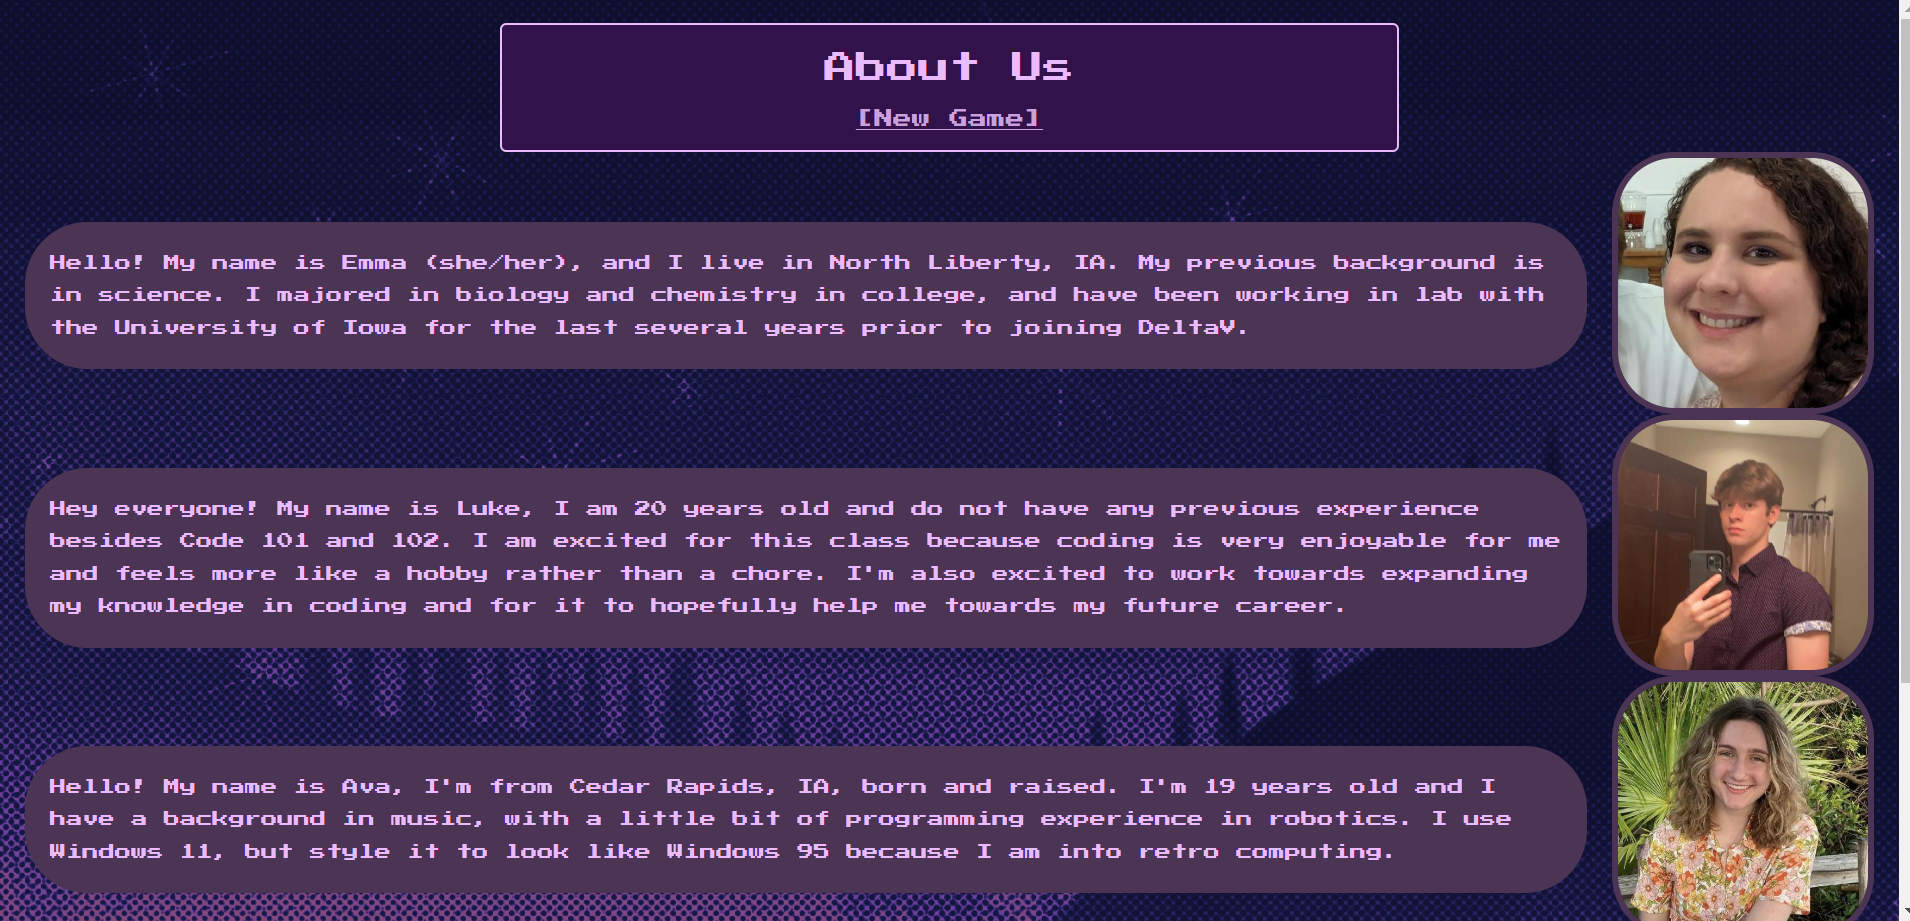 About Us
[New Game]
Hello! My name is Emma (she/her), and I live in North Liberty, IA. My previous background is
in science. I majored in biology and chemistry in college, and have been working in lab with
the University of Iowa for the last several years prior to joining DeltaV.
Hey everyone! My name is Luke, I am 20 years old and do not have any previous experience
besides Code 101 and 102. I am excited for this class because coding is very enjoyable for me
and feels more like a hobby rather than a chore. I'm also excited to work towards expanding
my knowledge in coding and for it to hopefully help me towards my future career.
Hello! My name is Ava, I'm from Cedar Rapids, IA, born and raised. I'm 19 years old and I
have a background in music, with a little bit of programming experience in robotics. I use
Windows 11, but style it to look like Windows 95 because I am into retro computing.